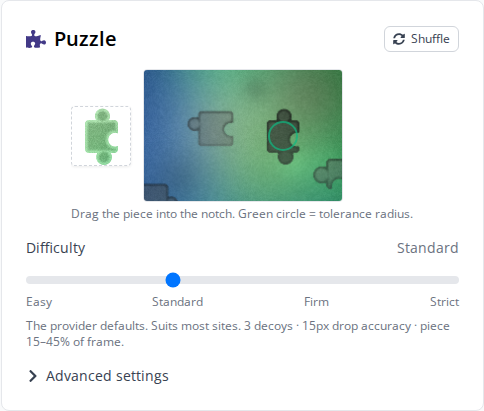 Puzzle
Shuffle
Drag the piece into the notch. Green circle = tolerance radius.
Difficulty
Standard
Easy
Standard
Firm
Strict
The provider defaults. Suits most sites. 3 decoys · 15px drop accuracy · piece
15–45% of frame.
Advanced settings